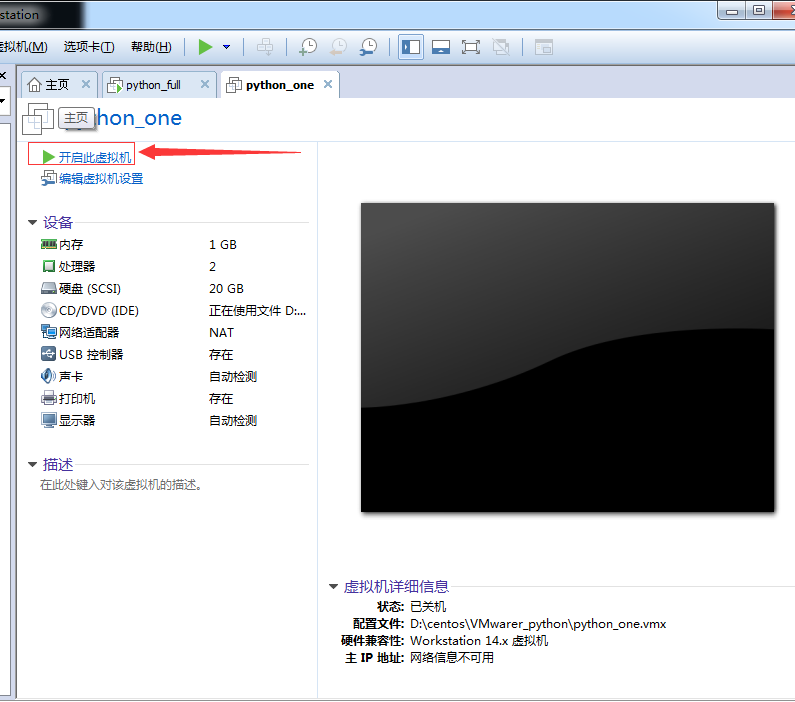 station
虚拟机(M) 选项卡(T) 帮助(H)
主页 python_full python_one
主页 hon_one
开启此虚拟机
编辑虚拟机设置
设备
内存 1 GB
处理器 2
硬盘 (SCSI) 20 GB
CD/DVD (IDE) 正在使用文件 D:...
网络适配器 NAT
USB 控制器 存在
声卡 自动检测
打印机 存在
显示器 自动检测
描述
在此处键入对该虚拟机的描述。
虚拟机详细信息
状态: 已关机
配置文件: D:\centos\VMwarer_python\python_one.vmx
硬件兼容性: Workstation 14.x 虚拟机
主 IP 地址: 网络信息不可用